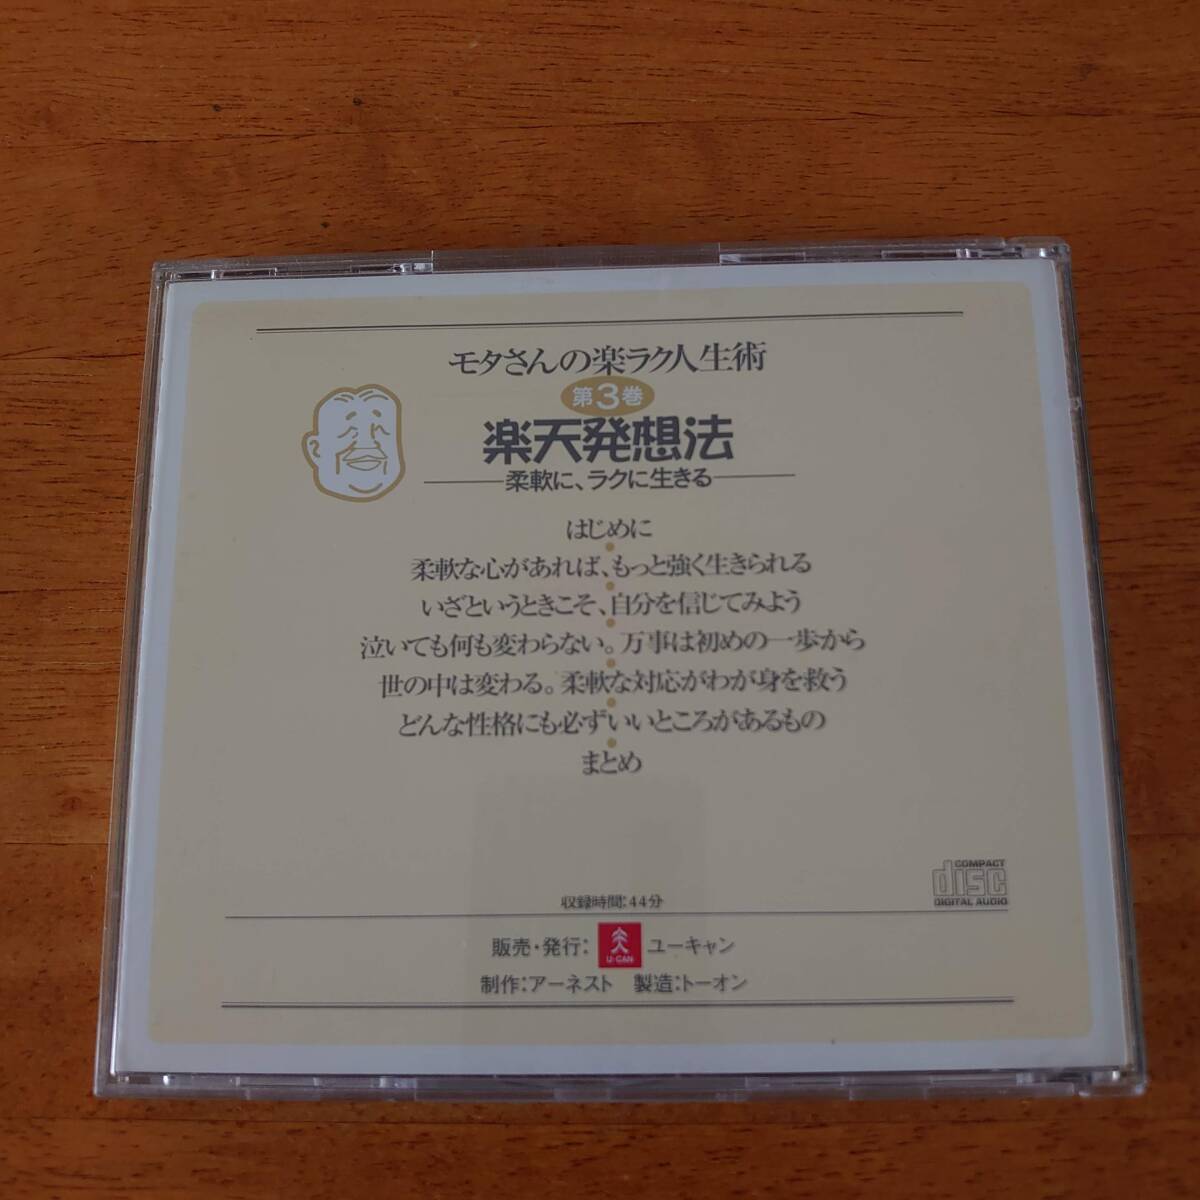 モタさんの楽ラク人生術
第3巻
楽天発想法
柔軟に、ラクに生きる
はじめに
柔軟な心があれば、もっと強く生きられる
いざというときこそ、自分を信じてみよう
泣いても何も変わらない。万事は初めの一歩から
世の中は変わる。柔軟な対応がわが身を救う
どんな性格にも必ずいいところがあるもの
まとめ
COMPACT
disc
DIGITAL AUDIO
収録時間:44分
販売・発行: U-CAN ユーキャン
制作:アーネスト 製造:トーオン